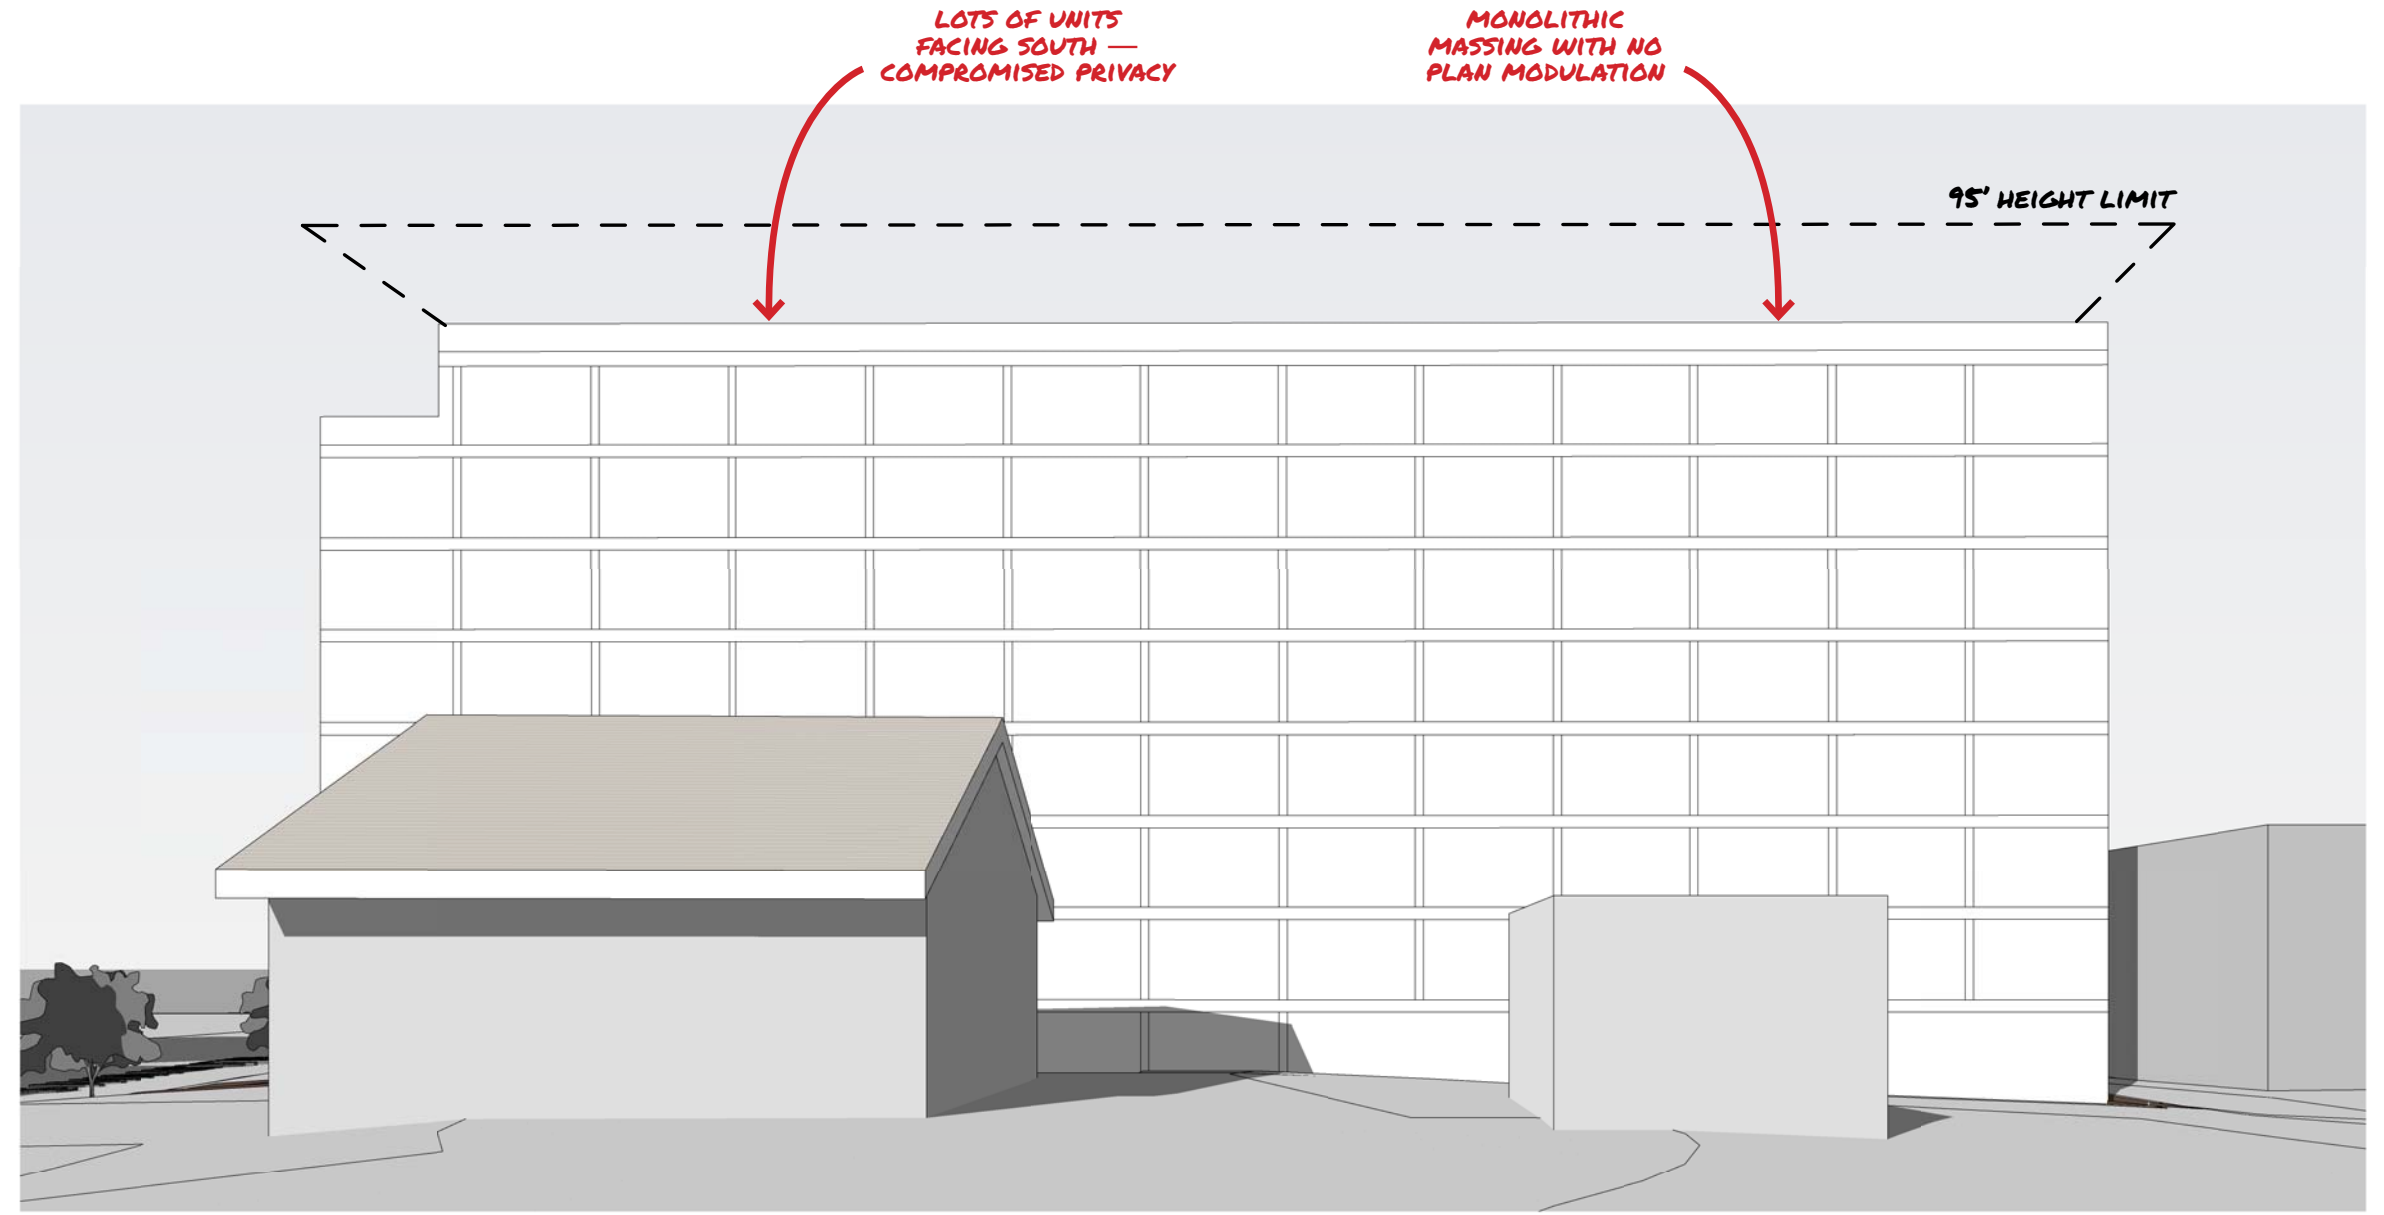 LOTS OF UNITS
FACING SOUTH —
COMPROMISED PRIVACY
MONOLITHIC
MASSING WITH NO
PLAN MODULATION
95' HEIGHT LIMIT